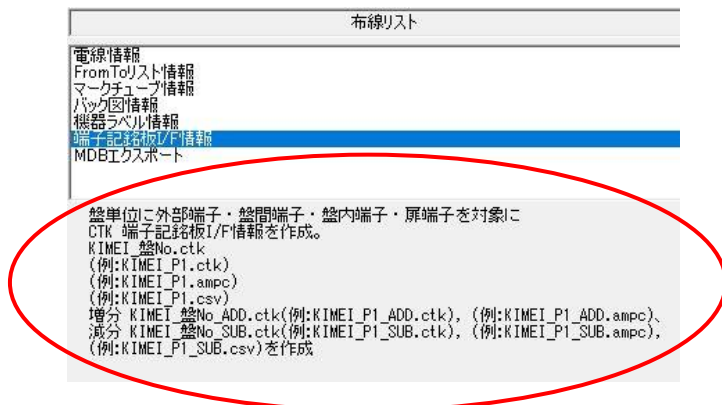 布線リスト
電線情報
FromToリスト情報
マークチューブ情報
バック図情報
機器ラベル情報
端子記銘板I/F情報
MDBエクスポート
盤単位に外部端子・盤間端子・盤内端子・扉端子を対象に
CTK 端子記銘板I/F情報を作成。
KIMEI_盤No.ctk
(例:KIMEI_P1.ctk)
(例:KIMEI_P1.ampc)
(例:KIMEI_P1.csv)
増分 KIMEI_盤No_ADD.ctk(例:KIMEI_P1_ADD.ctk), (例:KIMEI_P1_ADD.ampc)、
減分 KIMEI_盤No_SUB.ctk(例:KIMEI_P1_SUB.ctk), (例:KIMEI_P1_SUB.ampc),
(例:KIMEI_P1_SUB.csv)を作成